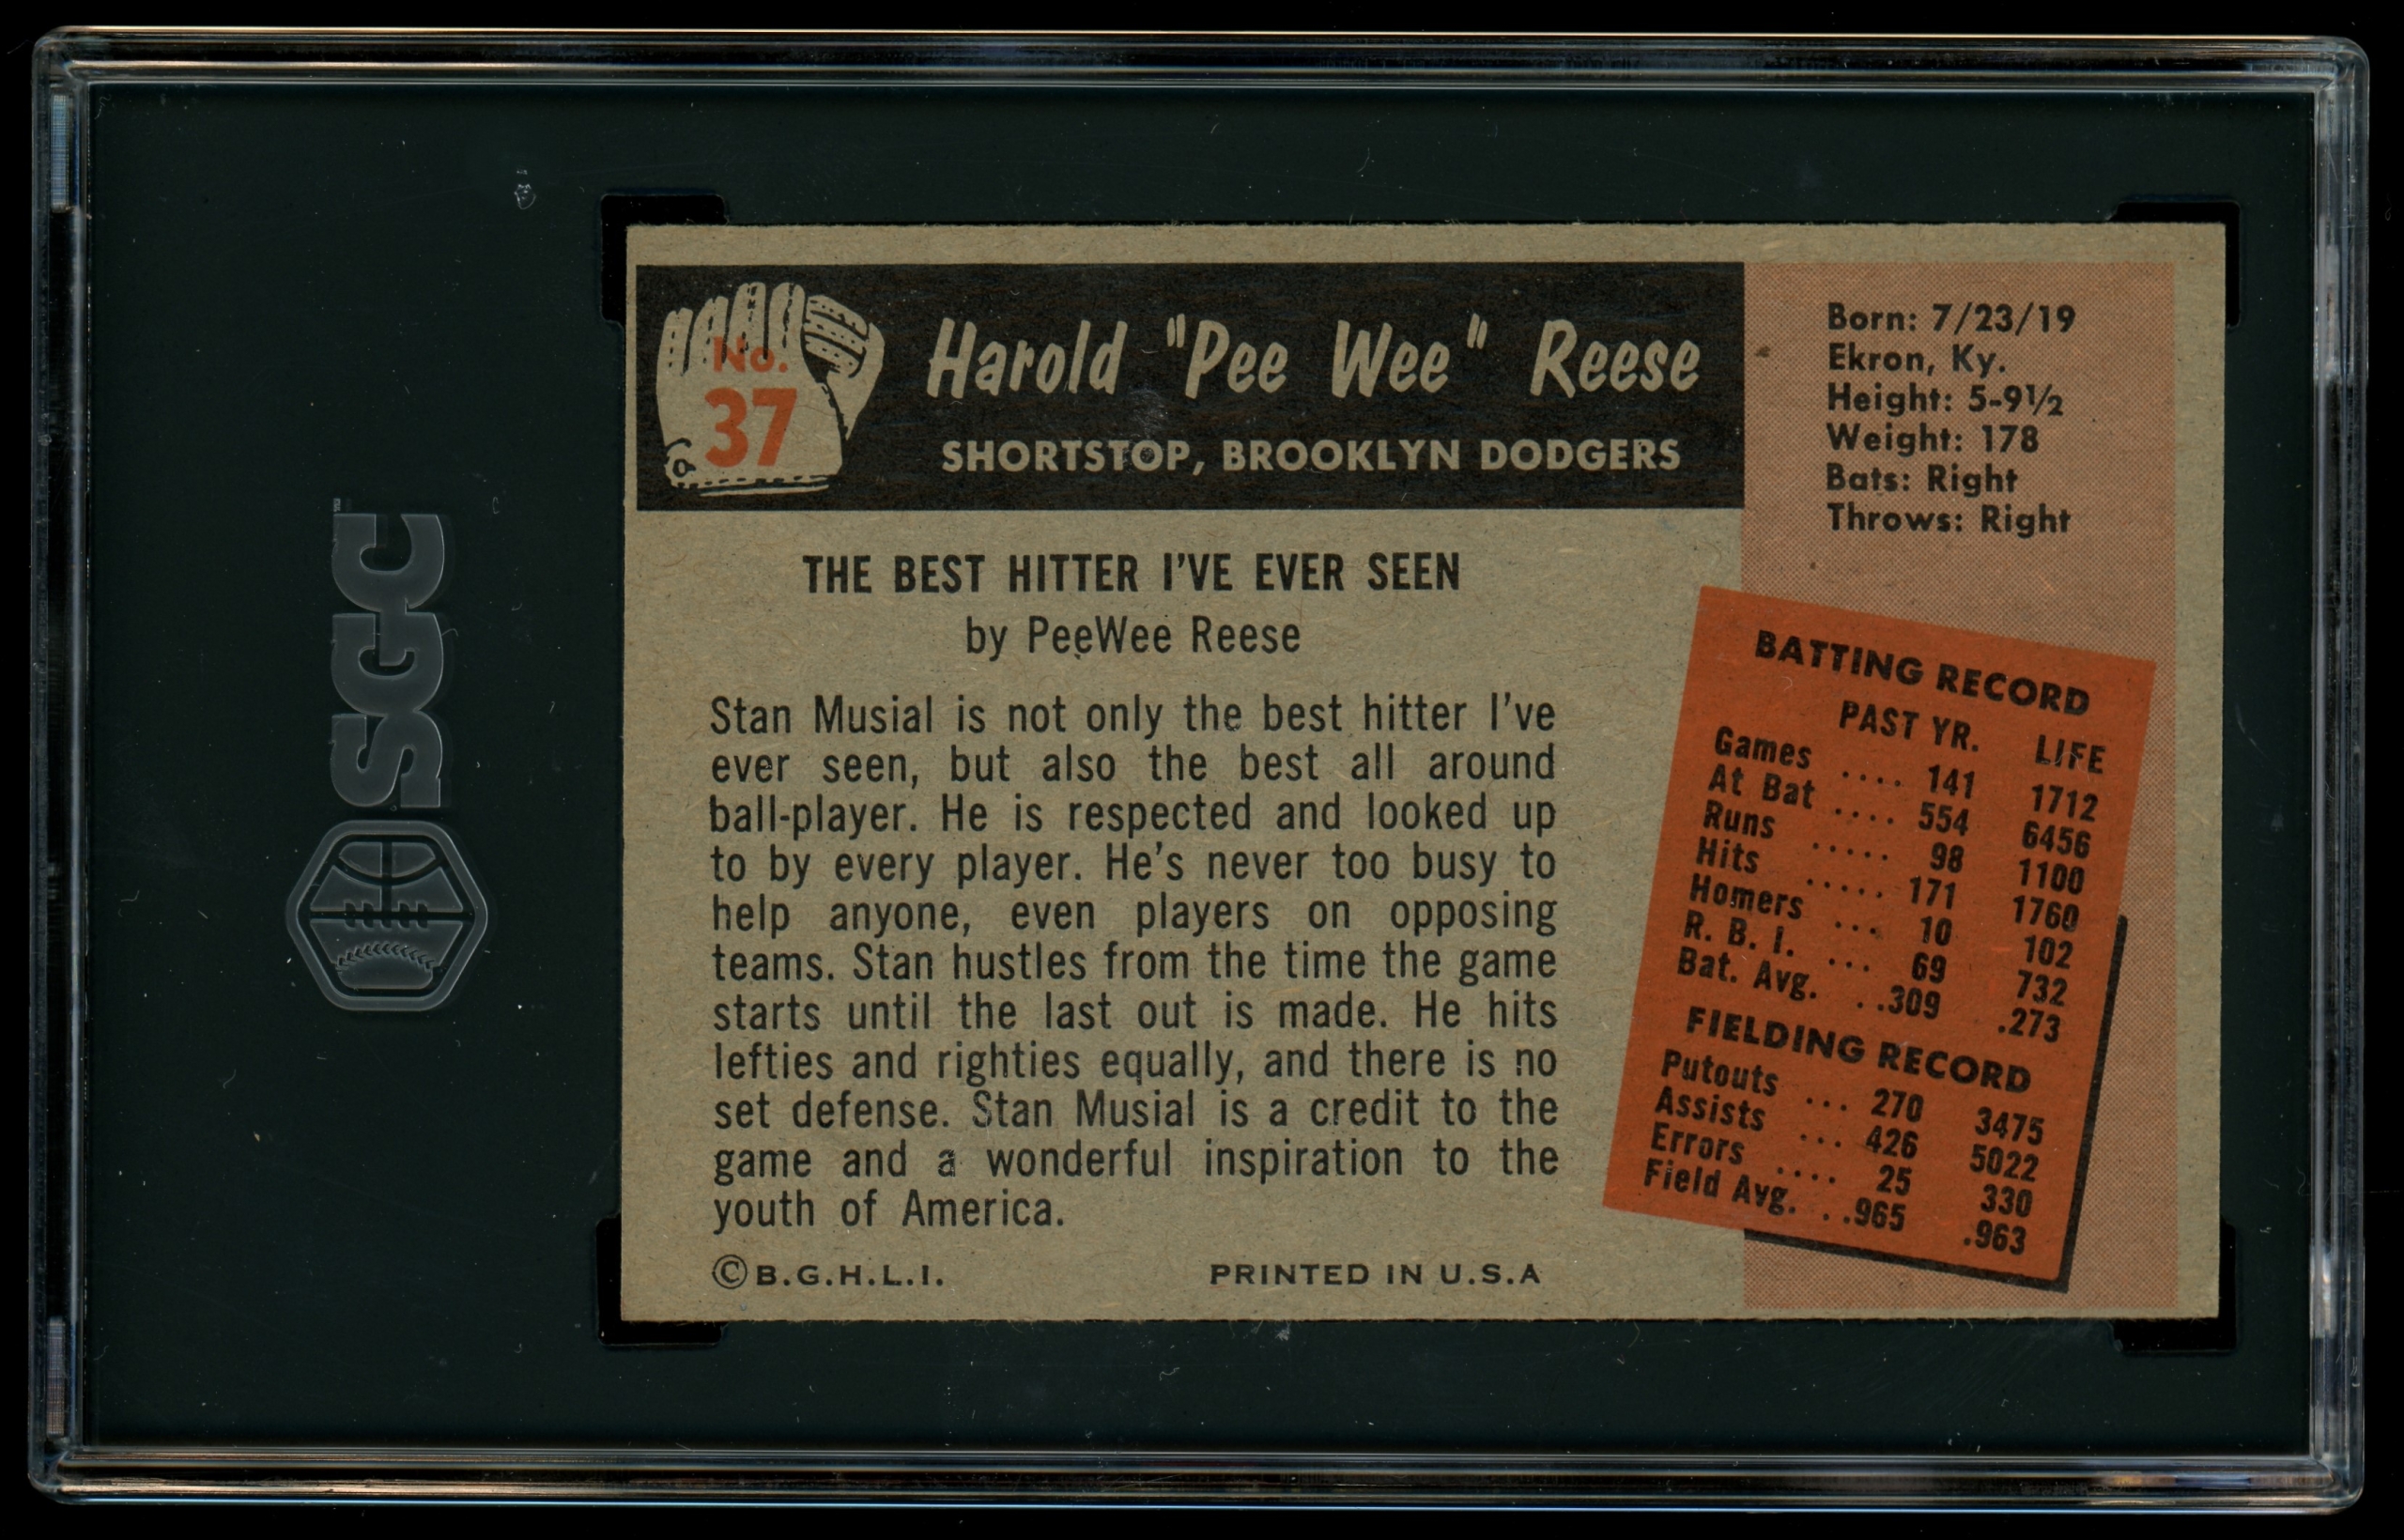 SGC
No.
37
Harold "Pee Wee" Reese
SHORTSTOP, BROOKLYN DODGERS
Born: 7/23/19
Ekron, Ky.
Height: 5-9½
Weight: 178
Bats: Right
Throws: Right
THE BEST HITTER I'VE EVER SEEN
by PeeWee Reese
Stan Musial is not only the best hitter I've
ever seen, but also the best all around
ball-player. He is respected and looked up
to by every player. He's never too busy to
help anyone, even players on opposing
teams. Stan hustles from the time the game
starts until the last out is made. He hits
lefties and righties equally, and there is no
set defense. Stan Musial is a credit to the
game and a wonderful inspiration to the
youth of America.
©B.G.H.L.I. PRINTED IN U.S.A
BATTING RECORD
PAST YR. LIFE
Games .... 141 1712
At Bat .... 554 6456
Runs ..... 98 1100
Hits ..... 171 1760
Homers ... 10 102
R. B. I. ... 69 732
Bat. Avg. . .309 .273
FIELDING RECORD
Putouts ... 270 3475
Assists ... 426 5022
Errors .... 25 330
Field Avg. . .965 .963